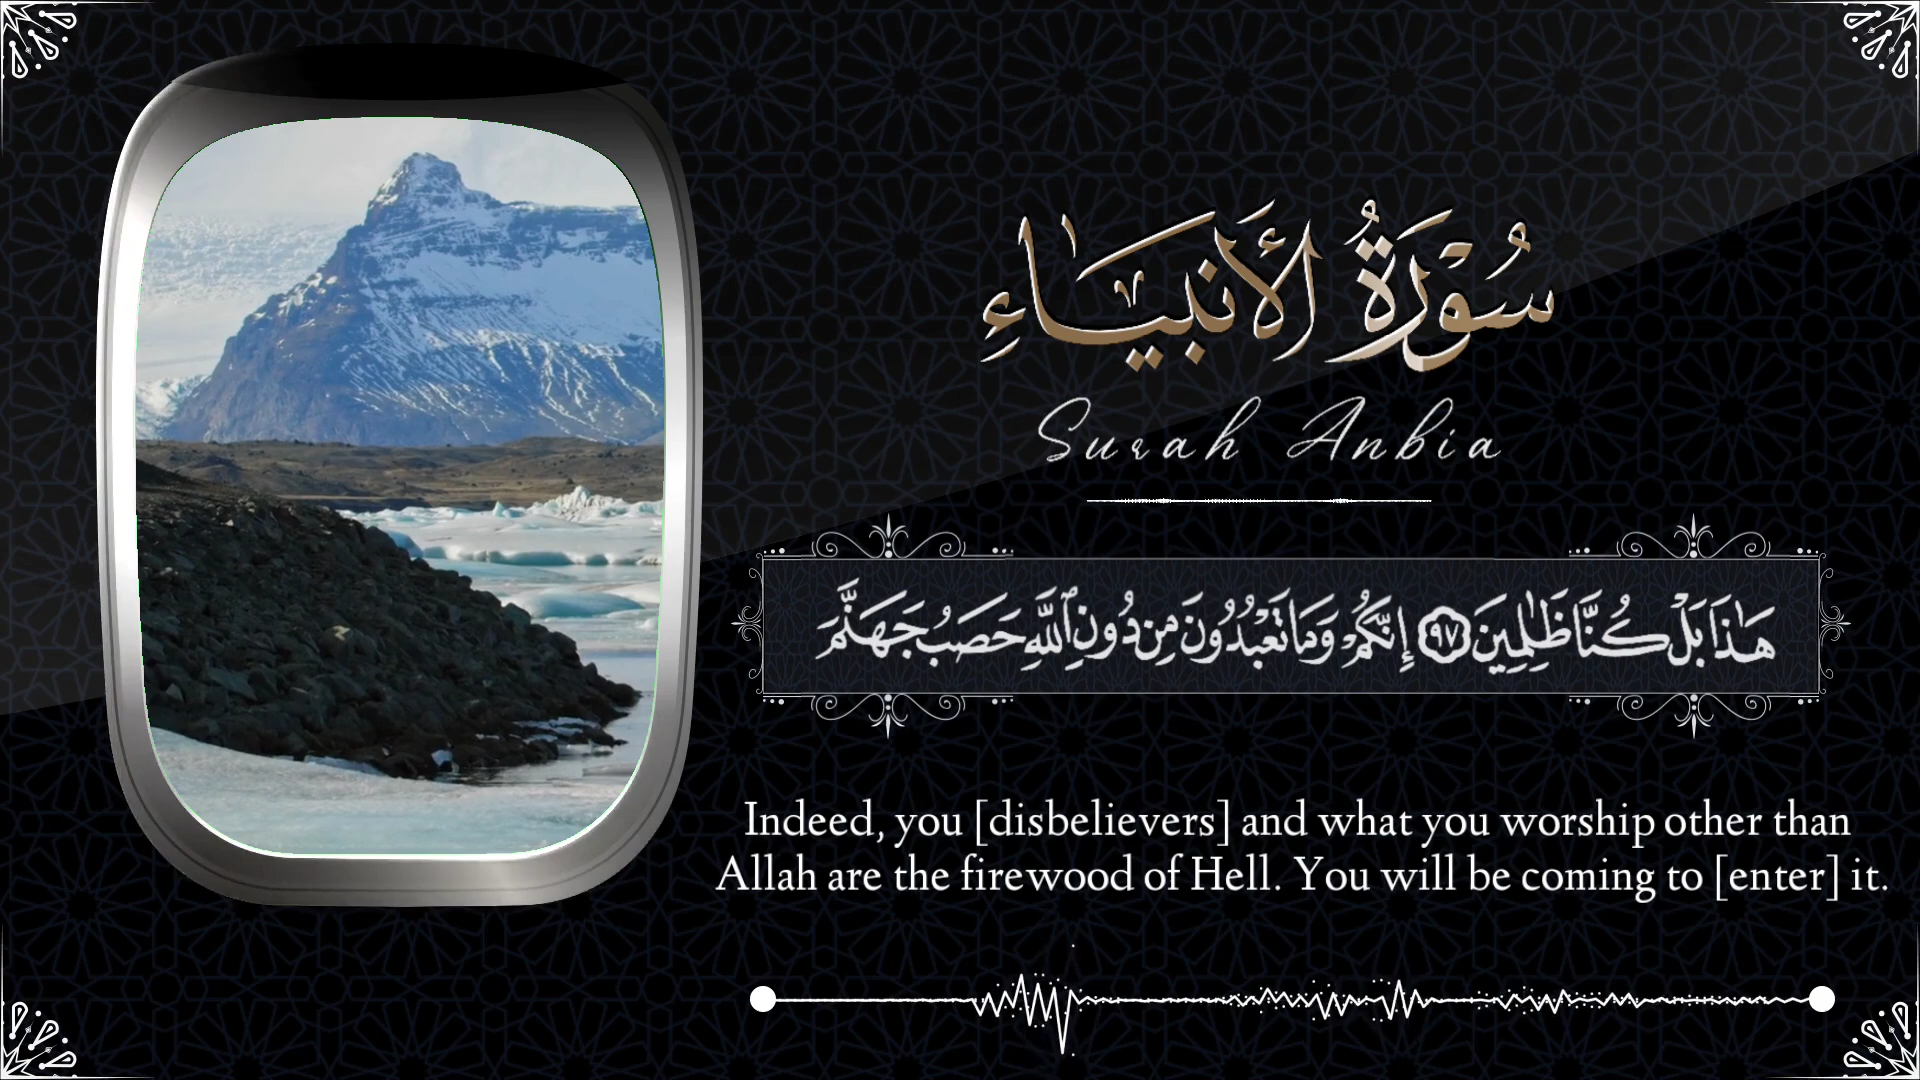 سُورَةُ الأَنبِيَاءِ
Surah Anbia
هَـٰذَا بَلْ كُنَّا ظَـٰلِمِينَ ٩٧ إِنَّكُمْ وَمَا تَعْبُدُونَ مِن دُونِ ٱللَّهِ حَصَبُ جَهَنَّمَ
Indeed, you [disbelievers] and what you worship other than
Allah are the firewood of Hell. You will be coming to [enter] it.